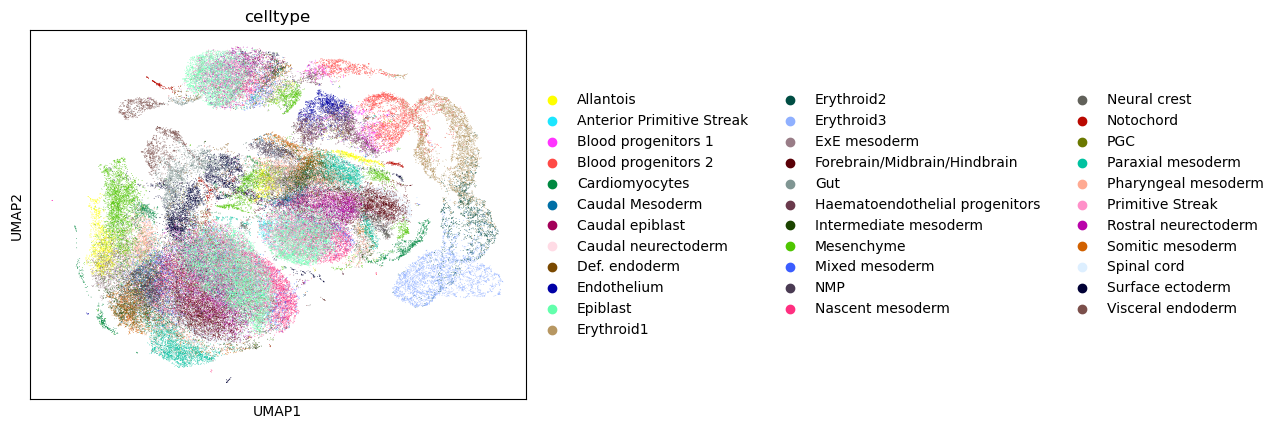 celltype
UMAP2
UMAP1
Allantois
Anterior Primitive Streak
Blood progenitors 1
Blood progenitors 2
Cardiomyocytes
Caudal Mesoderm
Caudal epiblast
Caudal neurectoderm
Def. endoderm
Endothelium
Epiblast
Erythroid1
Erythroid2
Erythroid3
ExE mesoderm
Forebrain/Midbrain/Hindbrain
Gut
Haematoendothelial progenitors
Intermediate mesoderm
Mesenchyme
Mixed mesoderm
NMP
Nascent mesoderm
Neural crest
Notochord
PGC
Paraxial mesoderm
Pharyngeal mesoderm
Primitive Streak
Rostral neurectoderm
Somitic mesoderm
Spinal cord
Surface ectoderm
Visceral endoderm